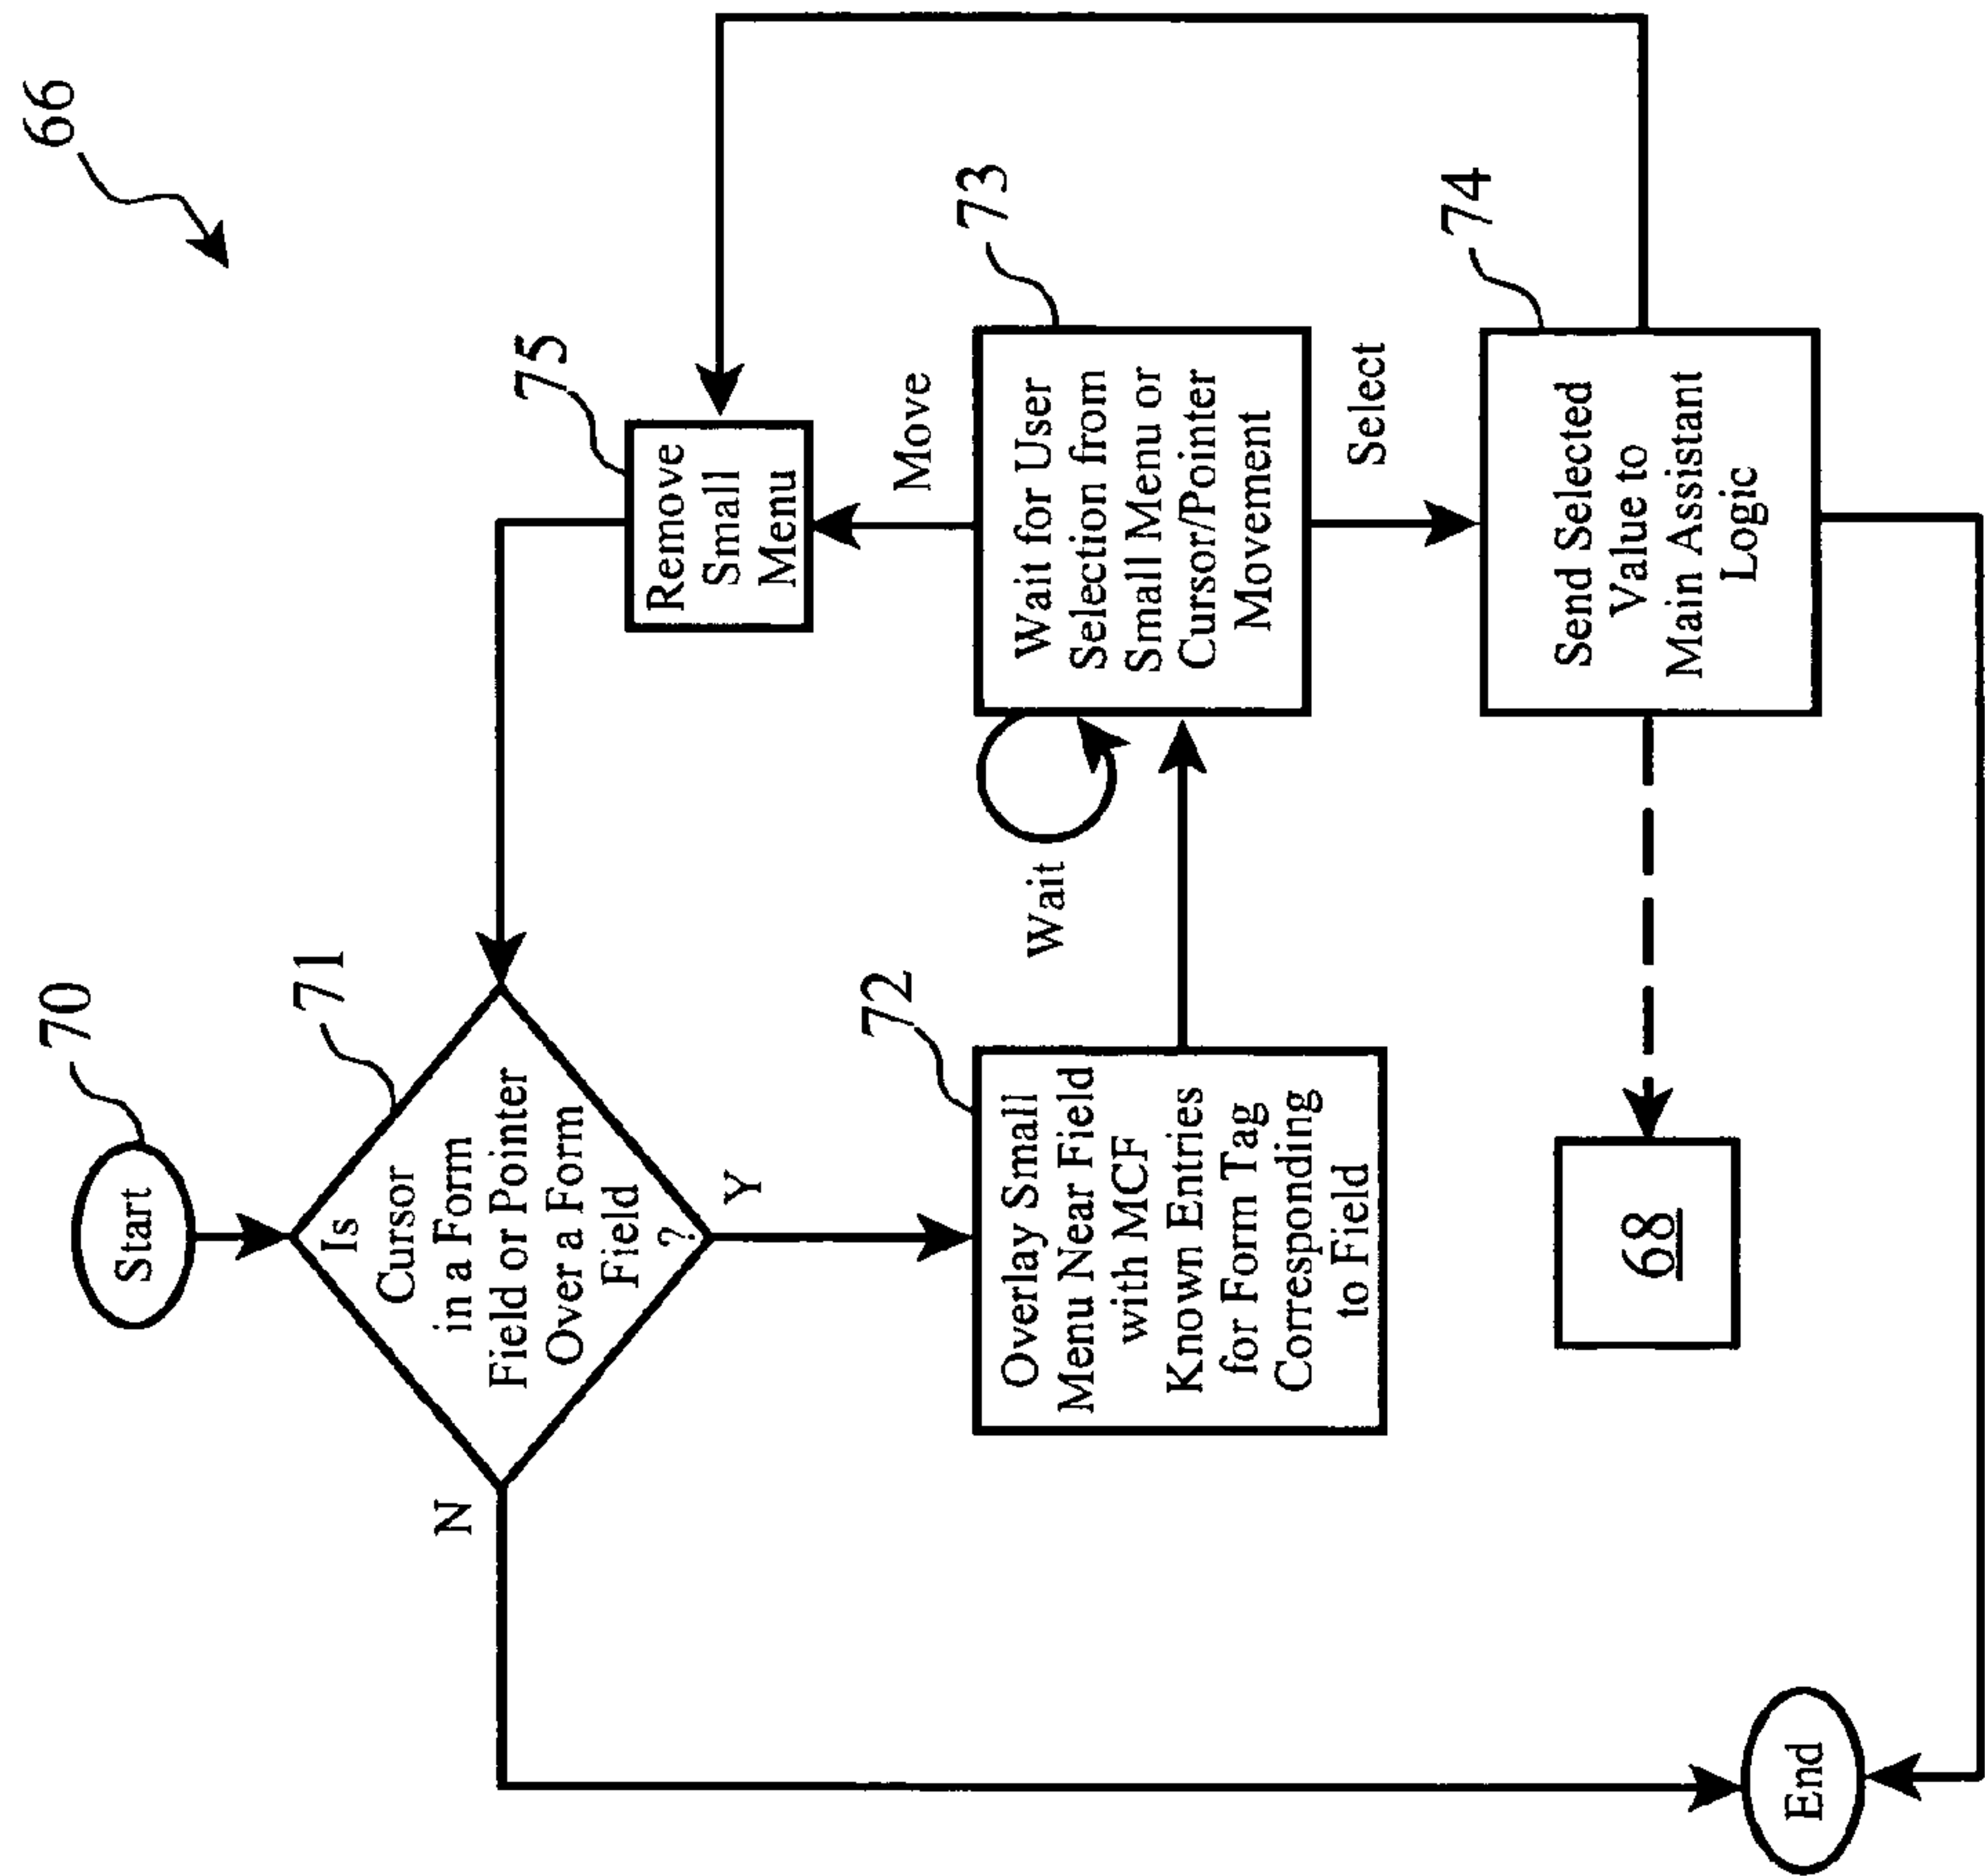 66
70
Start
71
Is
Cursor
in a Form
Field or Pointer
Over a Form
Field
?
N
Y
75
Remove
Small
Menu
Move
72
Overlay Small
Menu Near Field
with MCF
Known Entries
for Form Tag
Corresponding
to Field
Wait
73
Wait for User
Selection from
Small Menu or
Cursor/Pointer
Movement
Select
74
Send Selected
Value to
Main Assistant
Logic
68
End